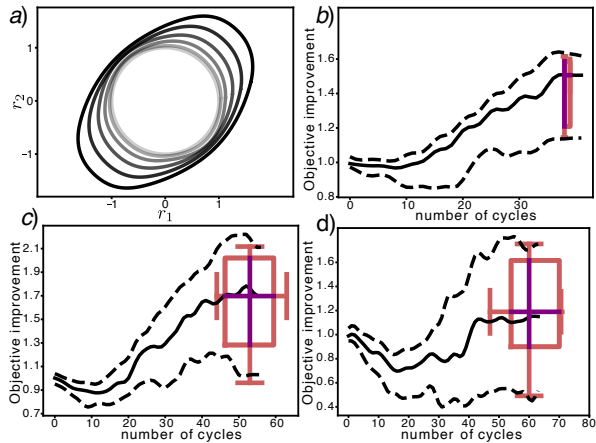 a)
1
0
−1
r₂
−1 0 1
r₁
b)
Objective improvement
1.6
1.4
1.2
1.0
0.8
0 10 20 30
number of cycles
c)
Objective improvement
2.1
1.9
1.7
1.5
1.3
1.1
0.9
0.7
0 10 20 30 40 50 60
number of cycles
d)
Objective improvement
1.8
1.6
1.4
1.2
1.0
0.8
0.6
0.4
0 10 20 30 40 50 60 70 80
number of cycles